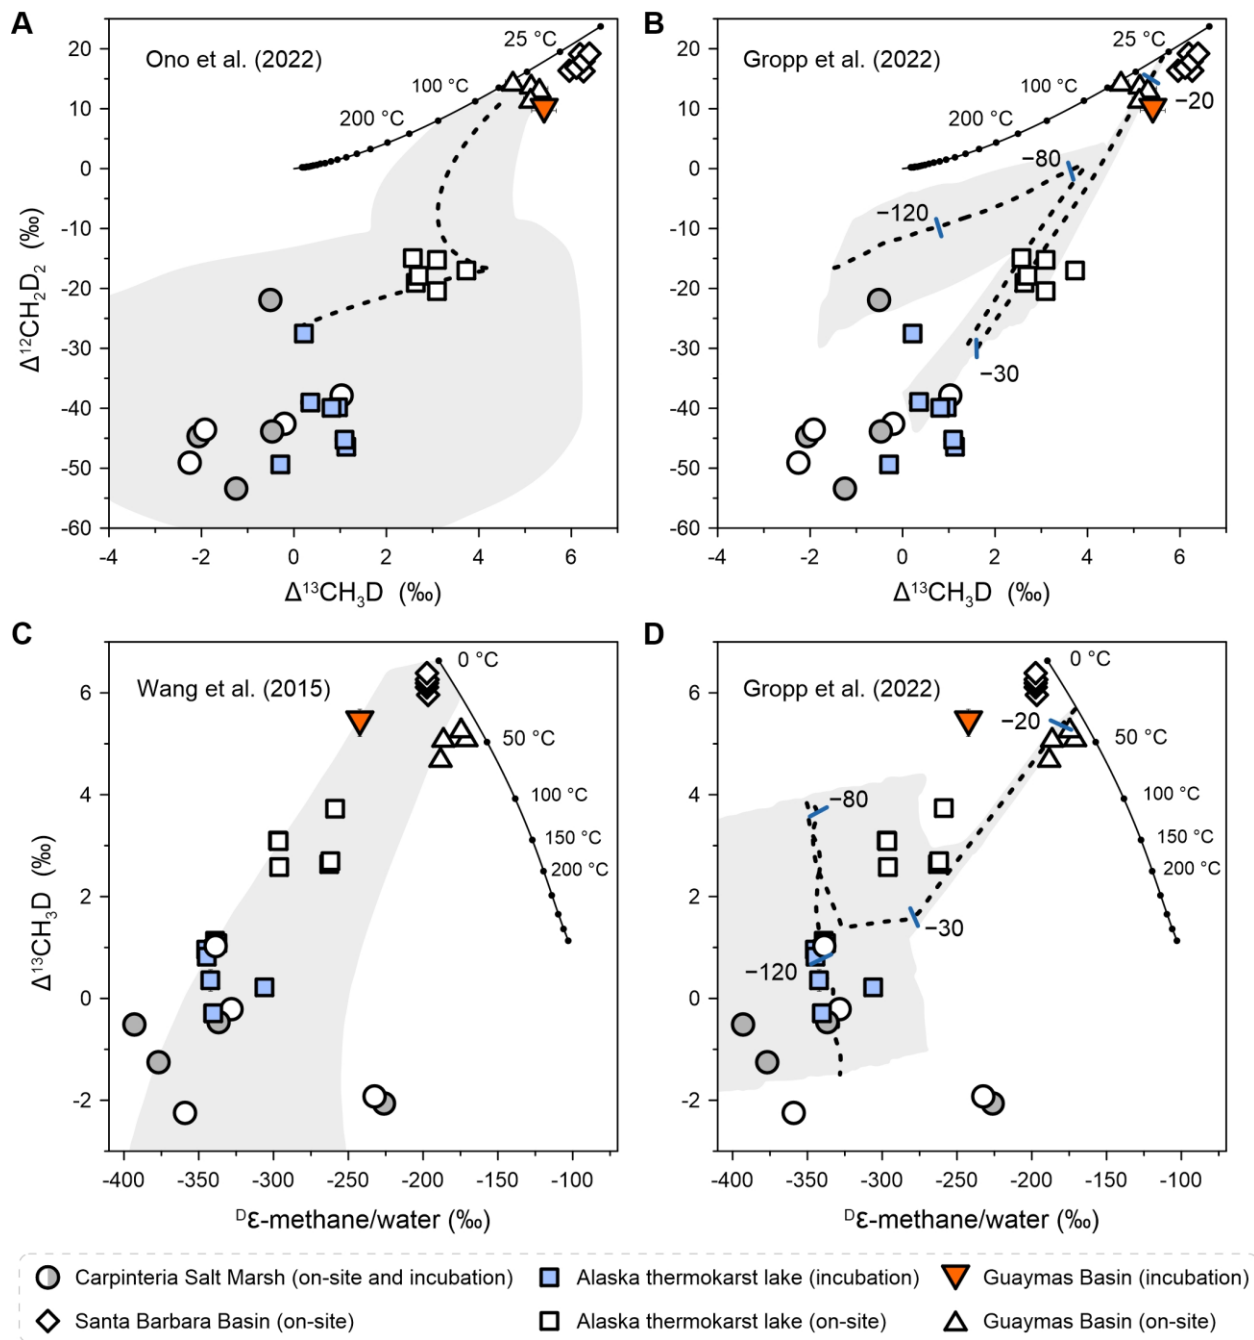 A
B
Ono et al. (2022)
25 °C
100 °C
200 °C
20
10
0
-10
-20
-30
-40
-50
-60
Δ¹²CH₂D₂ (‰)
-4
-2
0
2
4
6
Δ¹³CH₃D (‰)
Gropp et al. (2022)
25 °C
100 °C
200 °C
−20
−80
−120
−30
20
10
0
-10
-20
-30
-40
-50
-60
-4
-2
0
2
4
6
Δ¹³CH₃D (‰)
C
D
Wang et al. (2015)
0 °C
50 °C
100 °C
150 °C
200 °C
6
4
2
0
-2
Δ¹³CH₃D (‰)
-400
-350
-300
-250
-200
-150
-100
ᴰε-methane/water (‰)
Gropp et al. (2022)
0 °C
−20
50 °C
−80
100 °C
150 °C
200 °C
−30
−120
6
4
2
0
-2
-400
-350
-300
-250
-200
-150
-100
ᴰε-methane/water (‰)
Carpinteria Salt Marsh (on-site and incubation)
Alaska thermokarst lake (incubation)
Guaymas Basin (incubation)
Santa Barbara Basin (on-site)
Alaska thermokarst lake (on-site)
Guaymas Basin (on-site)